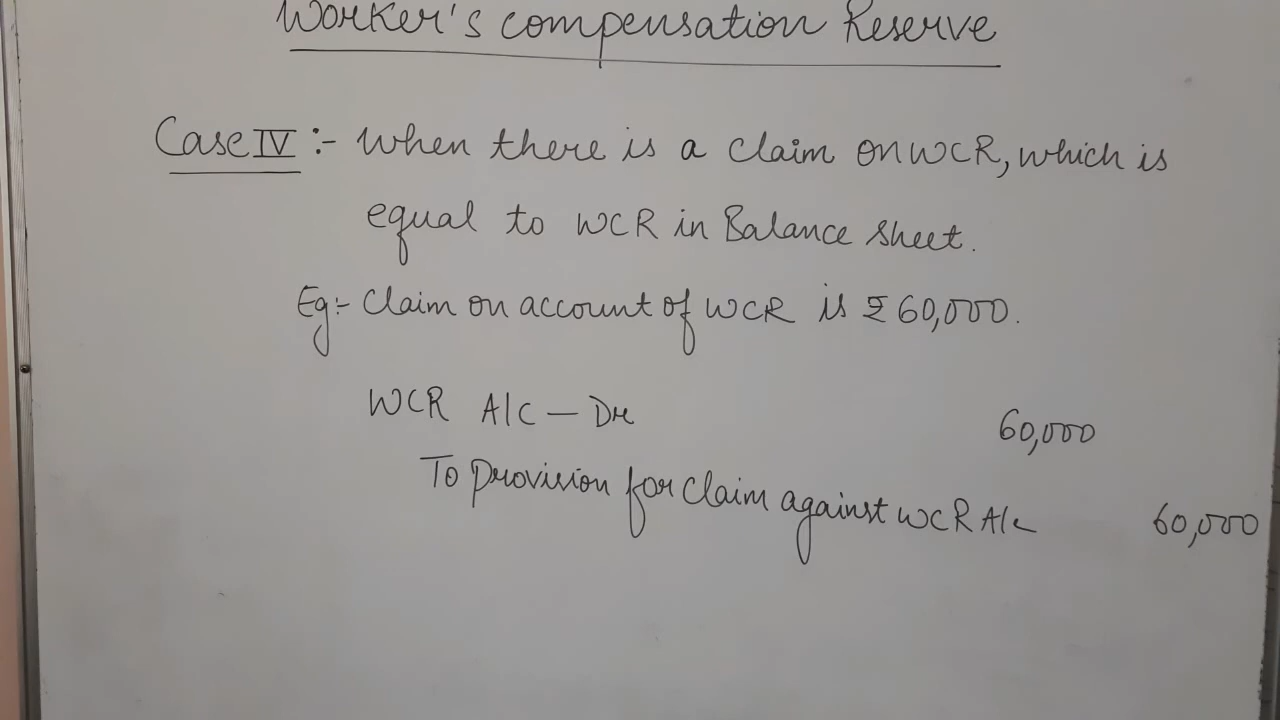 Worker's compensation Reserve
Case IV :- When there is a claim on WCR, which is
equal to WCR in Balance sheet.
Eg:- Claim on account of WCR is ₹ 60,000.
WCR A/c — Dr 60,000
To provision for claim against WCR A/c 60,000